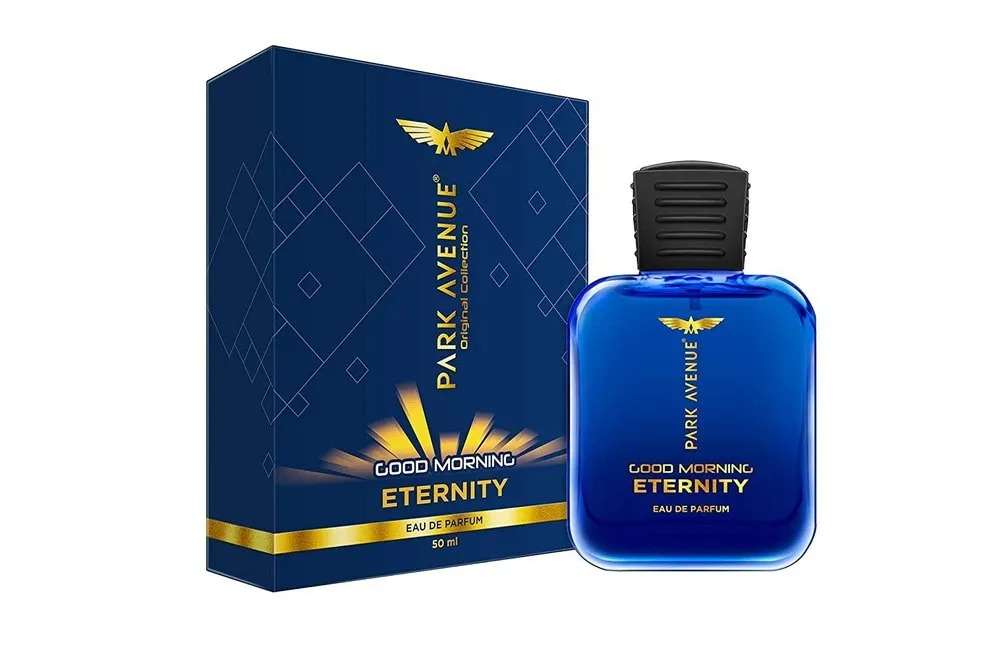 PARK AVENUE®
Original Collection
GOOD MORNING
ETERNITY
EAU DE PARFUM
50 ml
PARK AVENUE®
GOOD MORNING
ETERNITY
EAU DE PARFUM